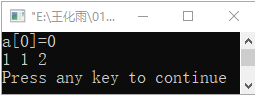 "E:\王化雨\01...
a[0]=0
1 1 2
Press any key to continue